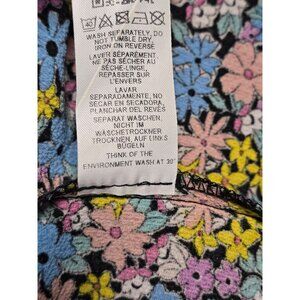 40
WASH SEPARATELY, DO
NOT TUMBLE DRY,
IRON ON REVERSE
LAVER SÉPARÉMENT,
NE PAS SÉCHER AU
SÈCHE-LINGE,
REPASSER SUR
L'ENVERS
LAVAR
SEPARADAMENTE, NO
SECAR EN SECADORA,
PLANCHAR DEL REVÉS
SEPARAT WASCHEN,
NICHT IM
WÄSCHETROCKNER
TROCKNEN, AUF LINKS
BÜGELN
THINK OF THE
ENVIRONMENT WASH AT 30°